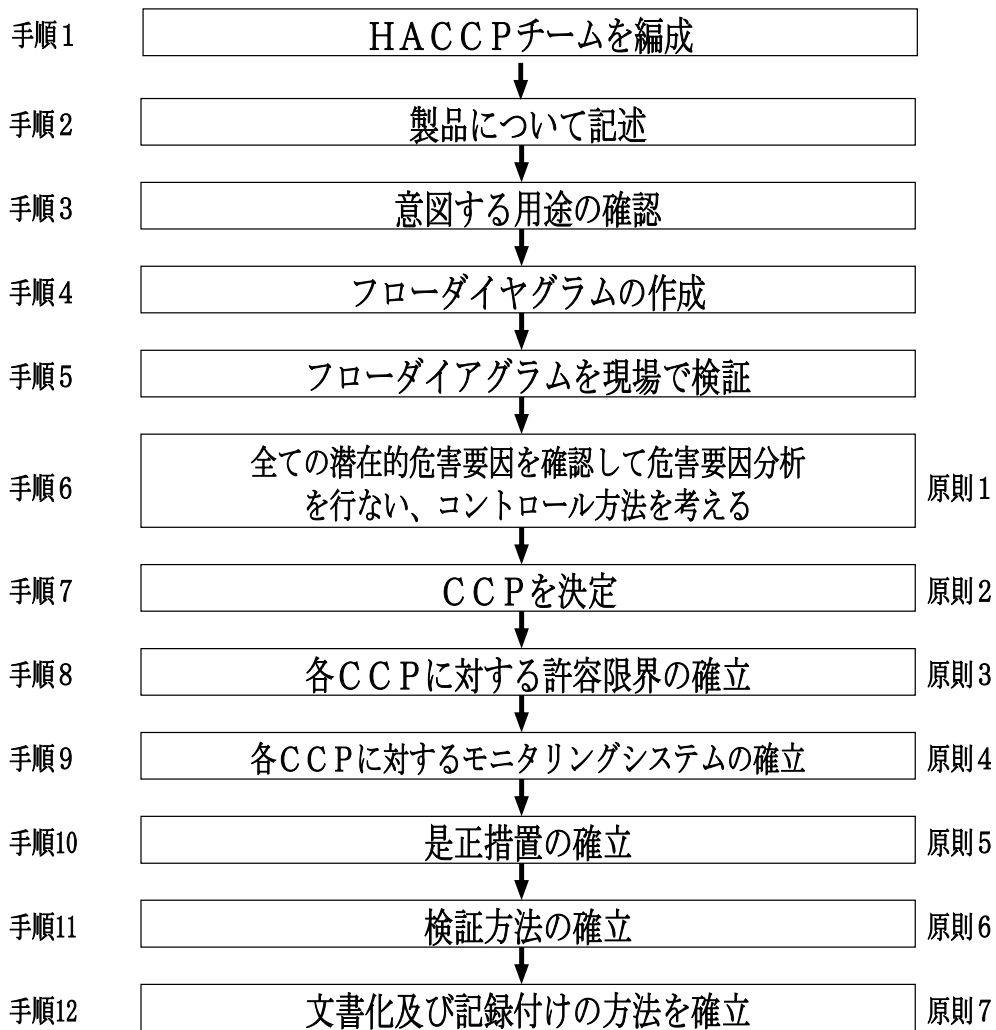 手順1 ＨＡＣＣＰチームを編成
手順2 製品について記述
手順3 意図する用途の確認
手順4 フローダイヤグラムの作成
手順5 フローダイアグラムを現場で検証
全ての潜在的危害要因を確認して危害要因分析
手順6 を行ない、コントロール方法を考える 原則1
手順7 ＣＣＰを決定 原則2
手順8 各ＣＣＰに対する許容限界の確立 原則3
手順9 各ＣＣＰに対するモニタリングシステムの確立 原則4
手順10 是正措置の確立 原則5
手順11 検証方法の確立 原則6
手順12 文書化及び記録付けの方法を確立 原則7